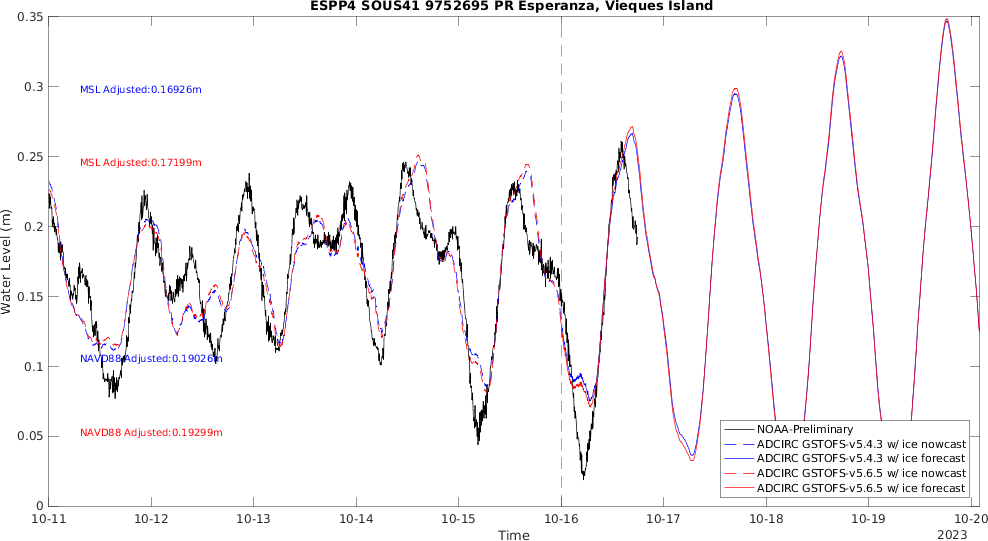 ESPP4 SOUS41 9752695 PR Esperanza, Vieques Island
0.35
0.3
0.25
0.2
0.15
0.1
0.05
0
Water Level (m)
MSL Adjusted:0.16926m
MSL Adjusted:0.17199m
NAVD88 Adjusted:0.19026m
NAVD88 Adjusted:0.19299m
NOAA-Preliminary
ADCIRC GSTOFS-v5.4.3 w/ ice nowcast
ADCIRC GSTOFS-v5.4.3 w/ ice forecast
ADCIRC GSTOFS-v5.6.5 w/ ice nowcast
ADCIRC GSTOFS-v5.6.5 w/ ice forecast
10-11 10-12 10-13 10-14 10-15 10-16 10-17 10-18 10-19 10-20
Time
2023